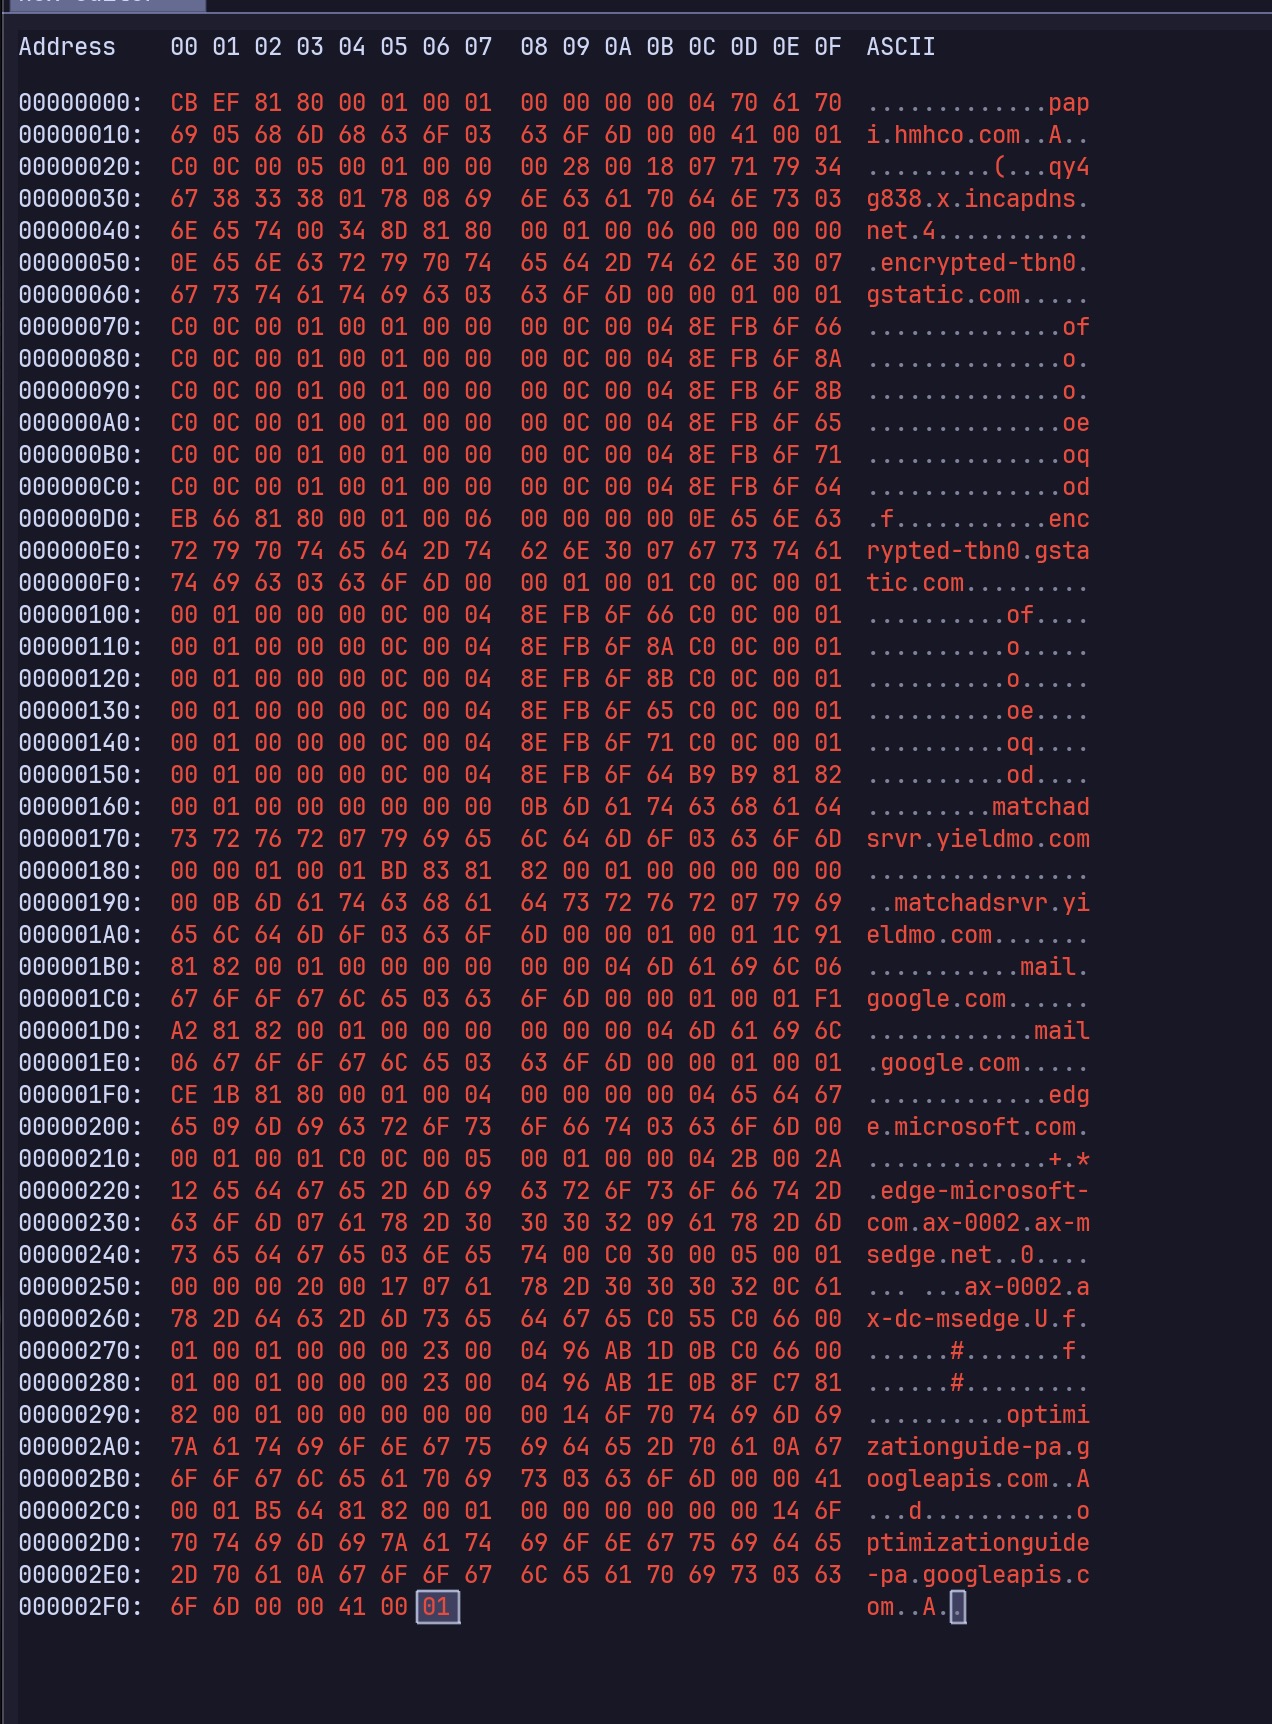 Address 00 01 02 03 04 05 06 07 08 09 0A 0B 0C 0D 0E 0F ASCII
00000000: CB EF 81 80 00 01 00 01 00 00 00 00 04 70 61 70 .............pap
00000010: 69 05 68 6D 68 63 6F 03 63 6F 6D 00 00 41 00 01 i.hmhco.com..A..
00000020: C0 0C 00 05 00 01 00 00 00 28 00 18 07 71 79 34 .........(...qy4
00000030: 67 38 33 38 01 78 08 69 6E 63 61 70 64 6E 73 03 g838.x.incapdns.
00000040: 6E 65 74 00 34 8D 81 80 00 01 00 06 00 00 00 00 net.4...........
00000050: 0E 65 6E 63 72 79 70 74 65 64 2D 74 62 6E 30 07 .encrypted-tbn0.
00000060: 67 73 74 61 74 69 63 03 63 6F 6D 00 00 01 00 01 gstatic.com.....
00000070: C0 0C 00 01 00 01 00 00 00 0C 00 04 8E FB 6F 66 ..............of
00000080: C0 0C 00 01 00 01 00 00 00 0C 00 04 8E FB 6F 8A ..............o.
00000090: C0 0C 00 01 00 01 00 00 00 0C 00 04 8E FB 6F 8B ..............o.
000000A0: C0 0C 00 01 00 01 00 00 00 0C 00 04 8E FB 6F 65 ..............oe
000000B0: C0 0C 00 01 00 01 00 00 00 0C 00 04 8E FB 6F 71 ..............oq
000000C0: C0 0C 00 01 00 01 00 00 00 0C 00 04 8E FB 6F 64 ..............od
000000D0: EB 66 81 80 00 01 00 06 00 00 00 00 0E 65 6E 63 .f...........enc
000000E0: 72 79 70 74 65 64 2D 74 62 6E 30 07 67 73 74 61 rypted-tbn0.gsta
000000F0: 74 69 63 03 63 6F 6D 00 00 01 00 01 C0 0C 00 01 tic.com.........
00000100: 00 01 00 00 00 0C 00 04 8E FB 6F 66 C0 0C 00 01 ..........of....
00000110: 00 01 00 00 00 0C 00 04 8E FB 6F 8A C0 0C 00 01 ..........o.....
00000120: 00 01 00 00 00 0C 00 04 8E FB 6F 8B C0 0C 00 01 ..........o.....
00000130: 00 01 00 00 00 0C 00 04 8E FB 6F 65 C0 0C 00 01 ..........oe....
00000140: 00 01 00 00 00 0C 00 04 8E FB 6F 71 C0 0C 00 01 ..........oq....
00000150: 00 01 00 00 00 0C 00 04 8E FB 6F 64 B9 B9 81 82 ..........od....
00000160: 00 01 00 00 00 00 00 00 0B 6D 61 74 63 68 61 64 .........matchad
00000170: 73 72 76 72 07 79 69 65 6C 64 6D 6F 03 63 6F 6D srvr.yieldmo.com
00000180: 00 00 01 00 01 BD 83 81 82 00 01 00 00 00 00 00 ................
00000190: 00 0B 6D 61 74 63 68 61 64 73 72 76 72 07 79 69 ..matchadsrvr.yi
000001A0: 65 6C 64 6D 6F 03 63 6F 6D 00 00 01 00 01 1C 91 eldmo.com.......
000001B0: 81 82 00 01 00 00 00 00 00 00 04 6D 61 69 6C 06 ...........mail.
000001C0: 67 6F 6F 67 6C 65 03 63 6F 6D 00 00 01 00 01 F1 google.com......
000001D0: A2 81 82 00 01 00 00 00 00 00 00 04 6D 61 69 6C ............mail
000001E0: 06 67 6F 6F 67 6C 65 03 63 6F 6D 00 00 01 00 01 .google.com.....
000001F0: CE 1B 81 80 00 01 00 04 00 00 00 00 04 65 64 67 .............edg
00000200: 65 09 6D 69 63 72 6F 73 6F 66 74 03 63 6F 6D 00 e.microsoft.com.
00000210: 00 01 00 01 C0 0C 00 05 00 01 00 00 04 2B 00 2A .............+.*
00000220: 12 65 64 67 65 2D 6D 69 63 72 6F 73 6F 66 74 2D .edge-microsoft-
00000230: 63 6F 6D 07 61 78 2D 30 30 30 32 09 61 78 2D 6D com.ax-0002.ax-m
00000240: 73 65 64 67 65 03 6E 65 74 00 C0 30 00 05 00 01 sedge.net..0....
00000250: 00 00 00 20 00 17 07 61 78 2D 30 30 30 32 0C 61 ... ...ax-0002.a
00000260: 78 2D 64 63 2D 6D 73 65 64 67 65 C0 55 C0 66 00 x-dc-msedge.U.f.
00000270: 01 00 01 00 00 00 23 00 04 96 AB 1D 0B C0 66 00 ......#.......f.
00000280: 01 00 01 00 00 00 23 00 04 96 AB 1E 0B 8F C7 81 ......#.........
00000290: 82 00 01 00 00 00 00 00 00 14 6F 70 74 69 6D 69 ..........optimi
000002A0: 7A 61 74 69 6F 6E 67 75 69 64 65 2D 70 61 0A 67 zationguide-pa.g
000002B0: 6F 6F 67 6C 65 61 70 69 73 03 63 6F 6D 00 00 41 oogleapis.com..A
000002C0: 00 01 B5 64 81 82 00 01 00 00 00 00 00 00 14 6F ...d...........o
000002D0: 70 74 69 6D 69 7A 61 74 69 6F 6E 67 75 69 64 65 ptimizationguide
000002E0: 2D 70 61 0A 67 6F 6F 67 6C 65 61 70 69 73 03 63 -pa.googleapis.c
000002F0: 6F 6D 00 00 41 00 01 om..A..